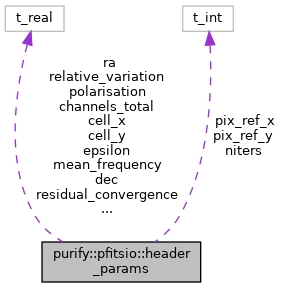 t_real
t_int
ra
relative_variation
polarisation
channels_total
cell_x
cell_y
epsilon
mean_frequency
dec
residual_convergence
...
pix_ref_x
pix_ref_y
niters
purify::pfitsio::header
_params